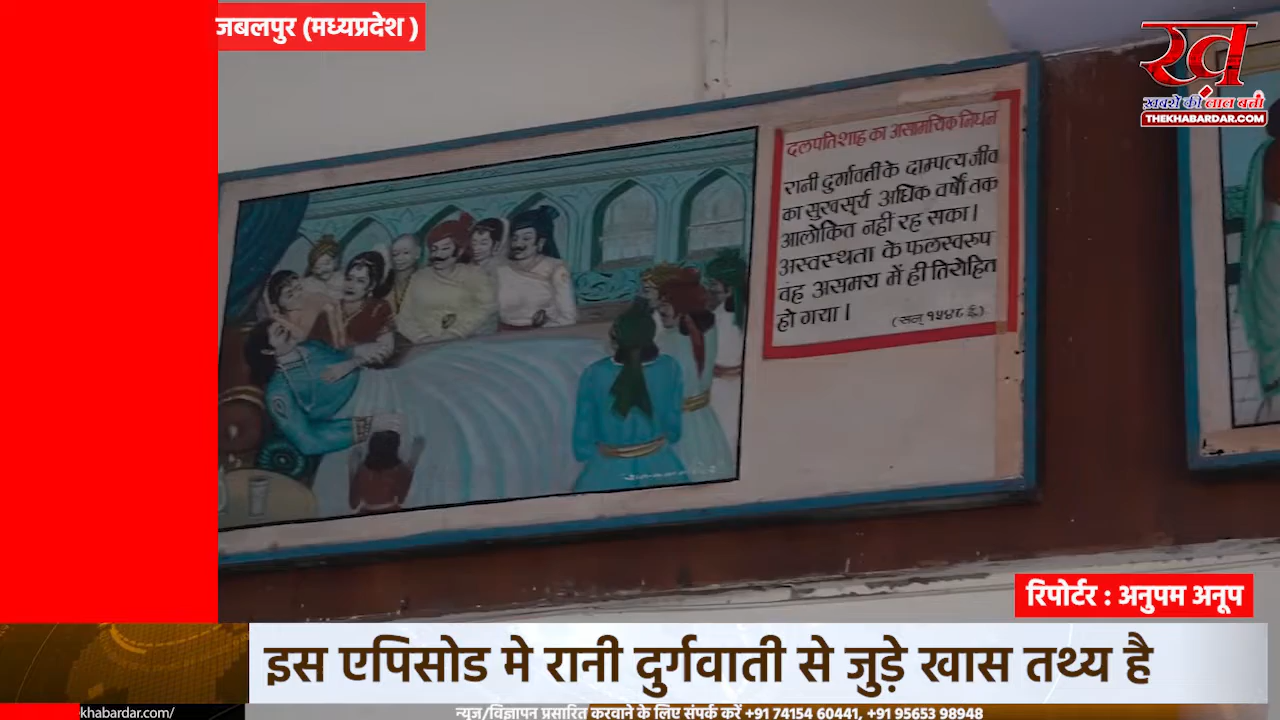 जबलपुर (मध्यप्रदेश )
रव
खबरों की लाल बत्ती
THEKHABARDAR.COM
दलपतिशाह का असामयिक निधन
रानी दुर्गावती के दाम्पत्य जीव
का सुखसूर्य अधिक वर्षों तक
आलोकित नहीं रह सका।
अस्वस्थता के फलस्वरुप
वह असमय में ही तिरोहित
हो गया।
(सन् १५४८ ई.)
रिपोर्टर : अनुपम अनूप
इस एपिसोड मे रानी दुर्गवाती से जुड़े खास तथ्य है
khabardar.com/
न्यूज/विज्ञापन प्रसारित करवाने के लिए संपर्क करें +91 74154 60441, +91 95653 98948